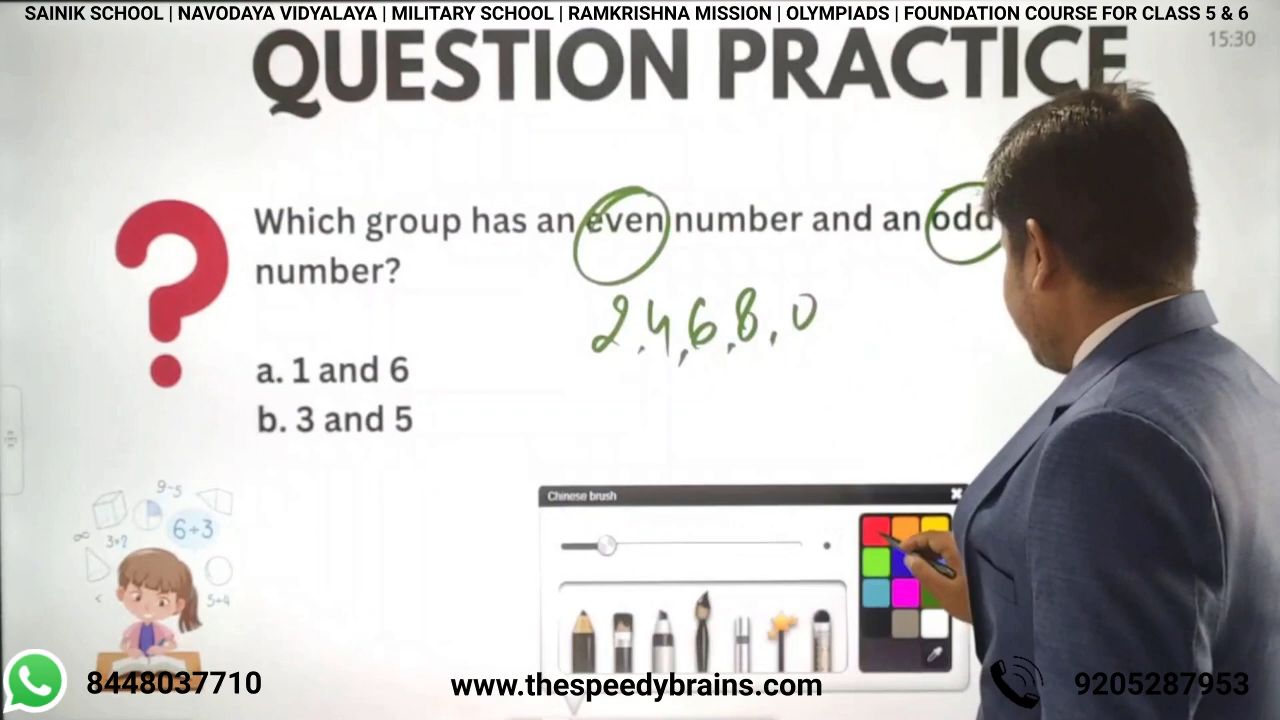 SAINIK SCHOOL | NAVODAYA VIDYALAYA | MILITARY SCHOOL | RAMKRISHNA MISSION | OLYMPIADS | FOUNDATION COURSE FOR CLASS 5 & 6
15:30
QUESTION PRACTICE
Which group has an even number and an odd
number?
2,4,6,8,0
a. 1 and 6
b. 3 and 5
9-5
6÷3
3×2
∞
<
5+4
Chinese brush
8448037710
www.thespeedybrains.com
9205287953